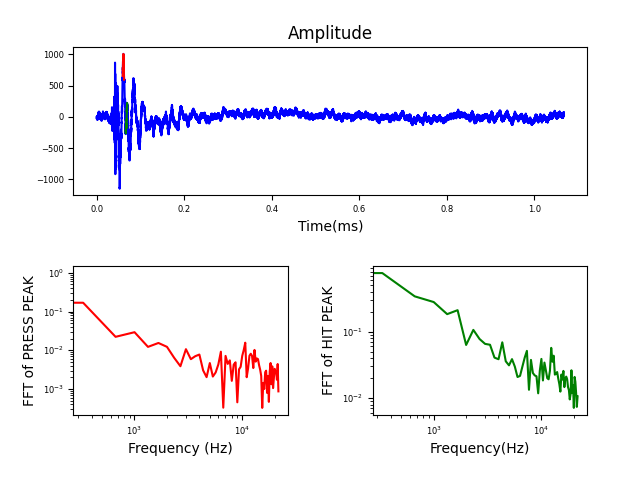 Amplitude
1000
500
0
−500
−1000
0.0 0.2 0.4 0.6 0.8 1.0
Time(ms)
FFT of PRESS PEAK
10⁰
10⁻¹
10⁻²
10⁻³
10³ 10⁴
Frequency (Hz)
FFT of HIT PEAK
10⁻¹
10⁻²
10³ 10⁴
Frequency(Hz)